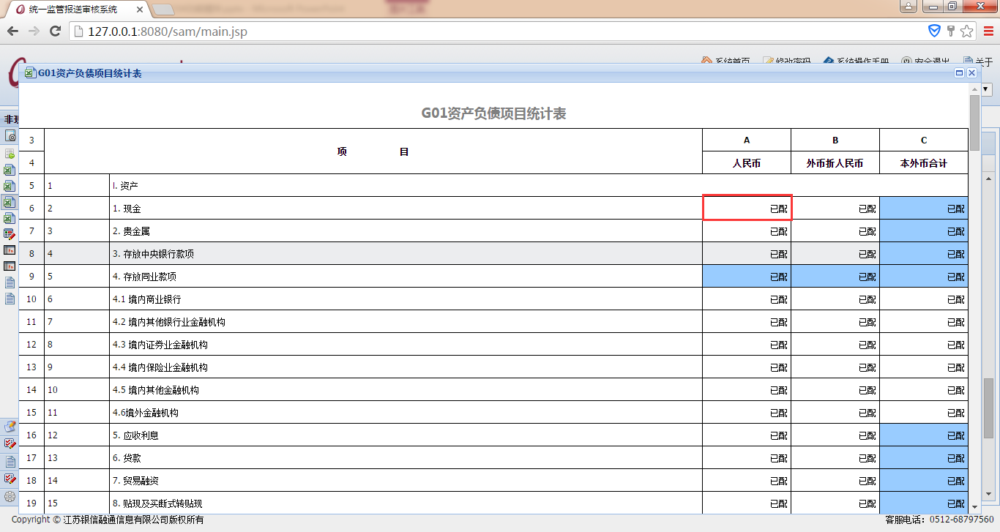 统一监管报送审核系统
127.0.0.1:8080/sam/main.jsp
系统首页 修改密码 系统操作手册 安全退出 关于
G01资产负债项目统计表
G01资产负债项目统计表
3 项 目 A B C
4 人民币 外币折人民币 本外币合计
5 1 I. 资产
6 2 1. 现金 已配 已配 已配
7 3 2. 贵金属 已配 已配 已配
8 4 3. 存放中央银行款项 已配 已配 已配
9 5 4. 存放同业款项 已配 已配 已配
10 6 4.1 境内商业银行 已配 已配 已配
11 7 4.2 境内其他银行业金融机构 已配 已配 已配
12 8 4.3 境内证券业金融机构 已配 已配 已配
13 9 4.4 境内保险业金融机构 已配 已配 已配
14 10 4.5 境内其他金融机构 已配 已配 已配
15 11 4.6境外金融机构 已配 已配 已配
16 12 5. 应收利息 已配 已配 已配
17 13 6. 贷款 已配 已配 已配
18 14 7. 贸易融资 已配 已配 已配
19 15 8. 贴现及买断式转贴现 已配 已配 已配
Copyright © 江苏银信融通信息有限公司版权所有
客服电话：0512-68797560